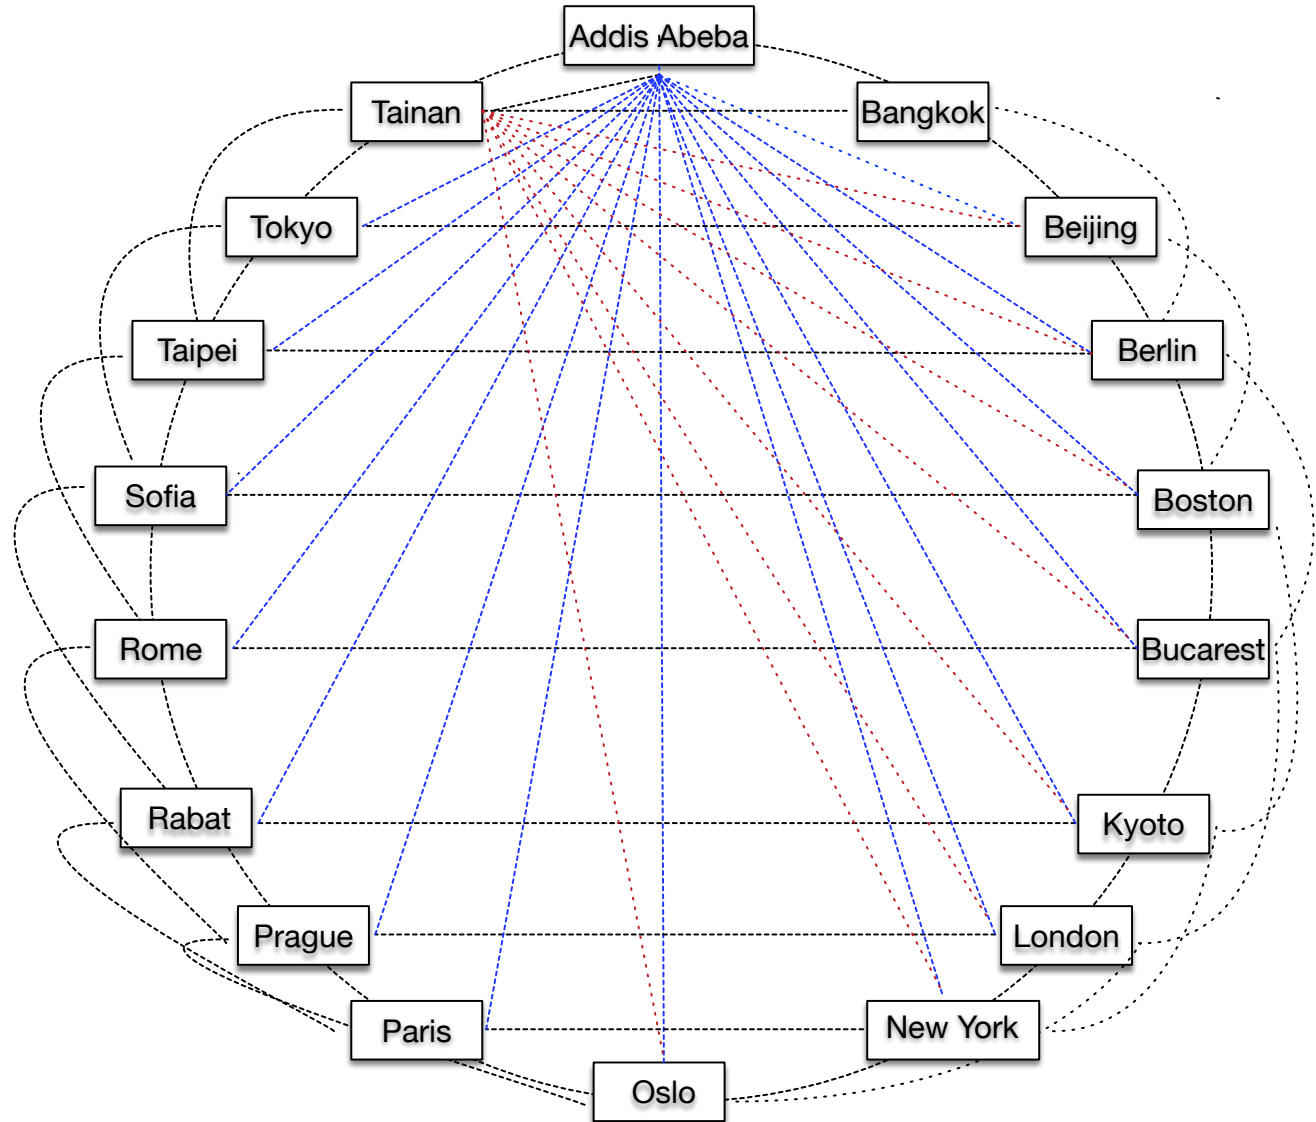 Addis Abeba
Tainan
Bangkok
Tokyo
Beijing
Taipei
Berlin
Sofia
Boston
Rome
Bucarest
Rabat
Kyoto
Prague
London
Paris
New York
Oslo